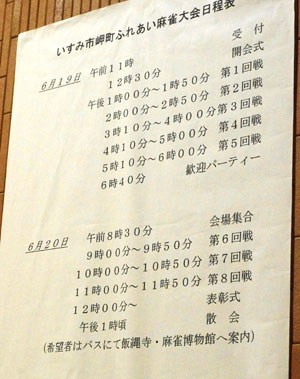 いすみ市岬町ふれあい麻雀大会日程表
6月19日 午前11時 受付
12時30分 開会式
午後1時00分～1時50分 第1回戦
2時00分～2時50分 第2回戦
3時10分～4時00分 第3回戦
4時10分～5時00分 第4回戦
5時10分～6時00分 第5回戦
6時40分 歓迎パーティー
6月20日 午前8時30分 会場集合
9時00分～9時50分 第6回戦
10時00分～10時50分 第7回戦
11時00分～11時50分 第8回戦
12時00分～ 表彰式
午後1時頃 散会
(希望者はバスにて飯縄寺・麻雀博物館へ案内)